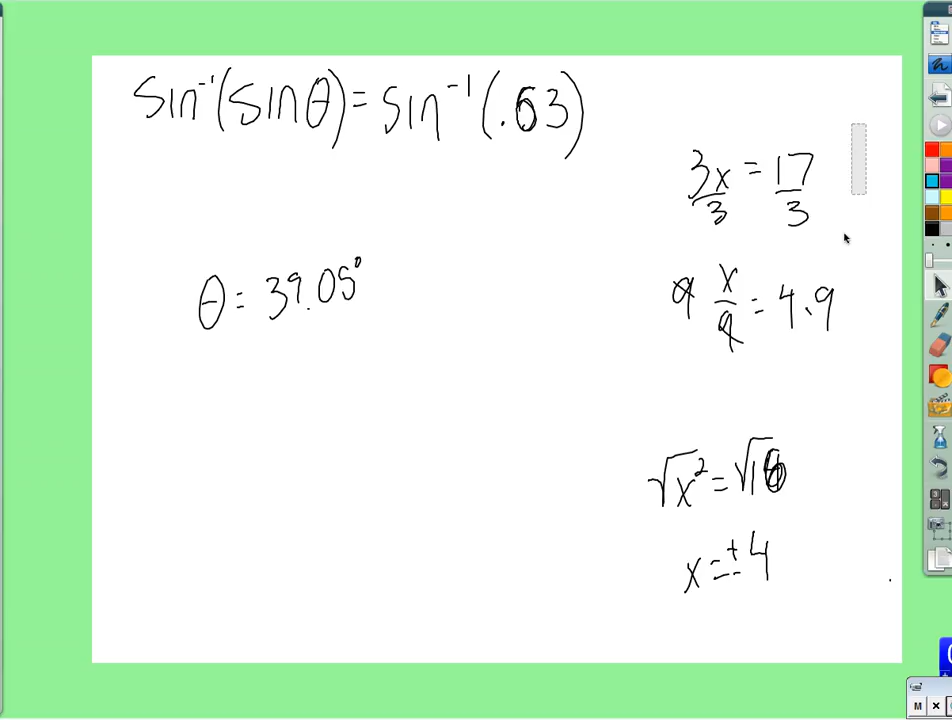 sin⁻¹(sinθ) = sin⁻¹(.63)
3x/3 = 17/3
θ = 39.05°
9 x/9 = 4.9
√x² = √16
x = ±4
M ×